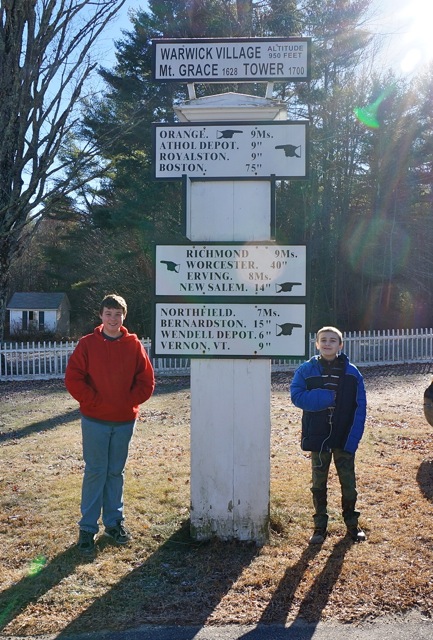 WARWICK VILLAGE ALTITUDE 950 FEET
Mt. GRACE 1628 TOWER 1700
ORANGE. 9Ms.
ATHOL DEPOT. 9"
ROYALSTON. 9"
BOSTON. 75"
RICHMOND 9Ms.
WORCESTER. 40"
ERVING. 8Ms.
NEW SALEM. 14"
NORTHFIELD. 7Ms.
BERNARDSTON. 15"
WENDELL DEPOT. 6"
VERNON, VT. 9"